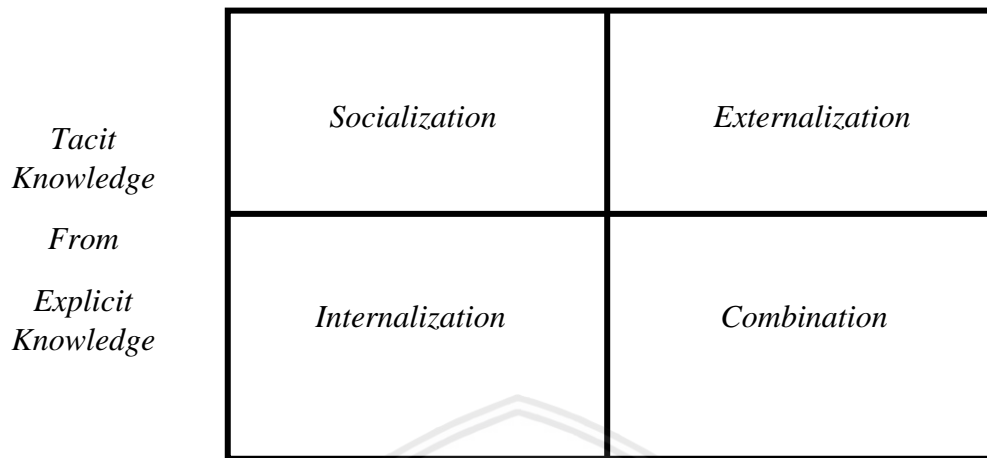 Socialization
Externalization
Tacit
Knowledge
From
Explicit
Knowledge
Internalization
Combination